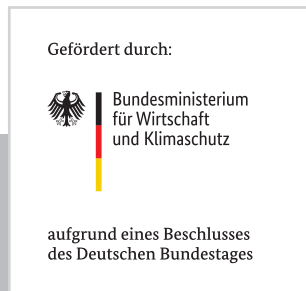 Gefördert durch:
Bundesministerium
für Wirtschaft
und Klimaschutz
aufgrund eines Beschlusses
des Deutschen Bundestages